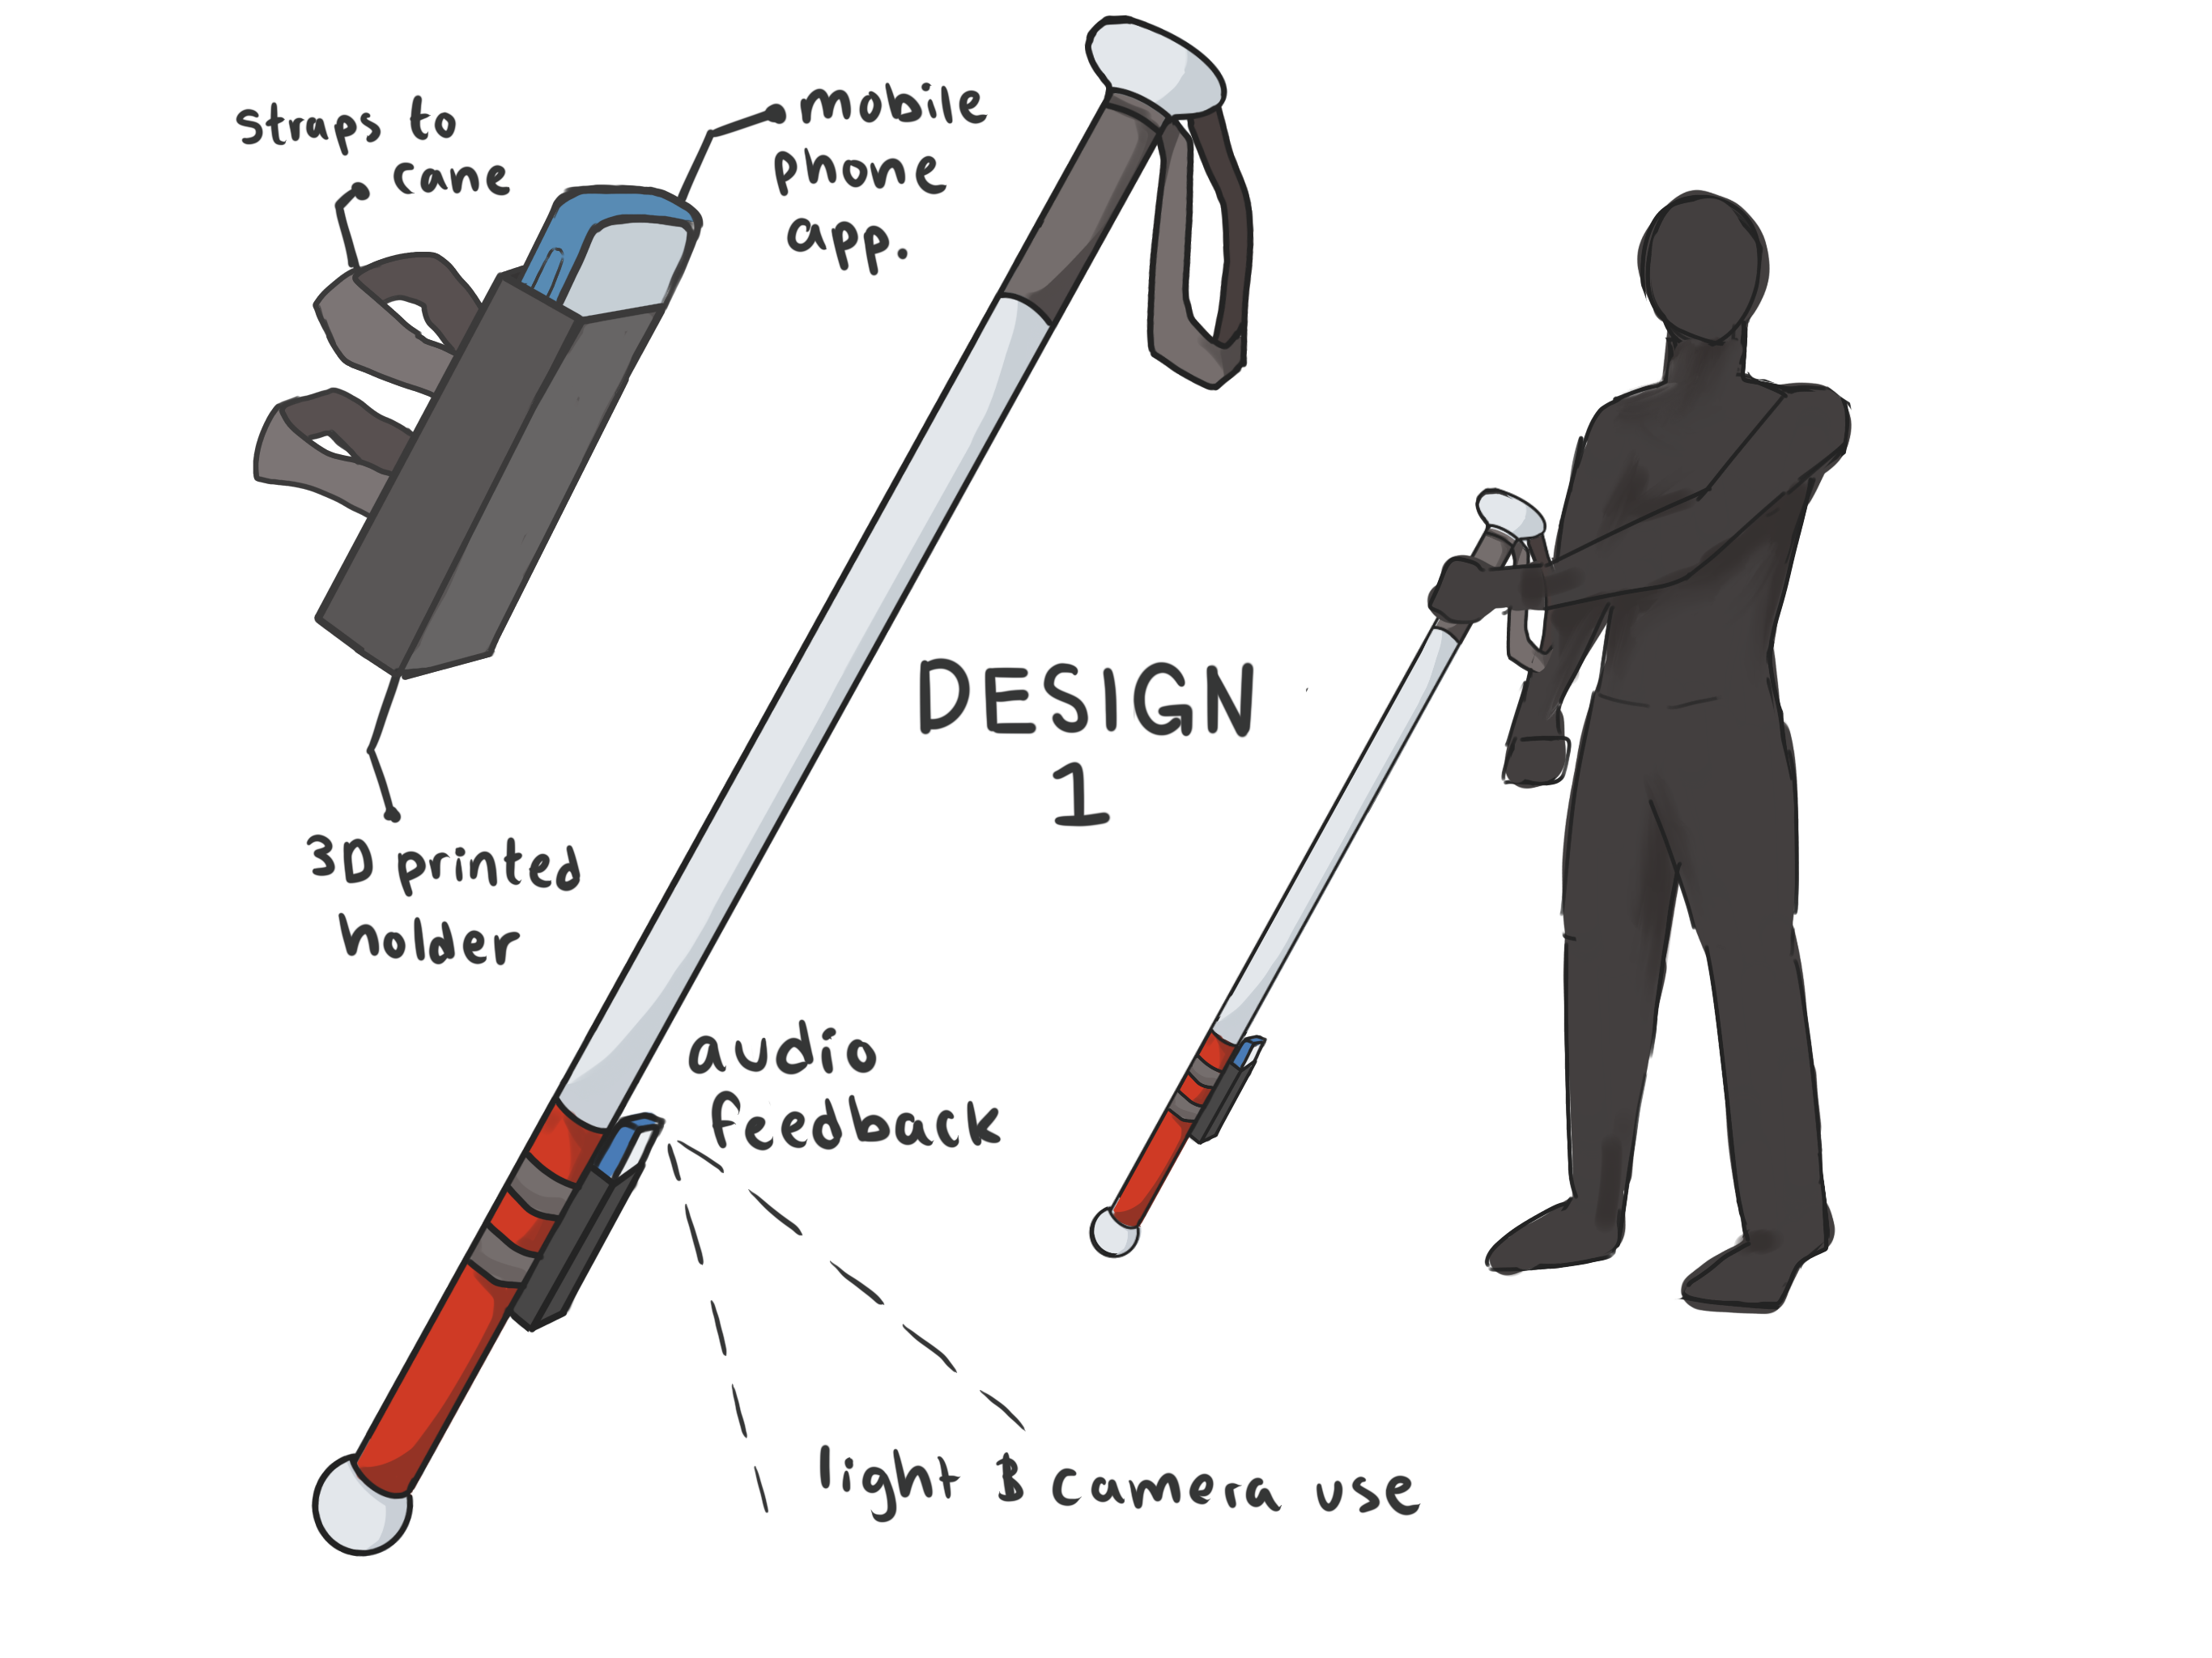 straps to
cane
mobile
phone
app.
DESIGN
1
3D printed
holder
audio
feedback
light & camera use